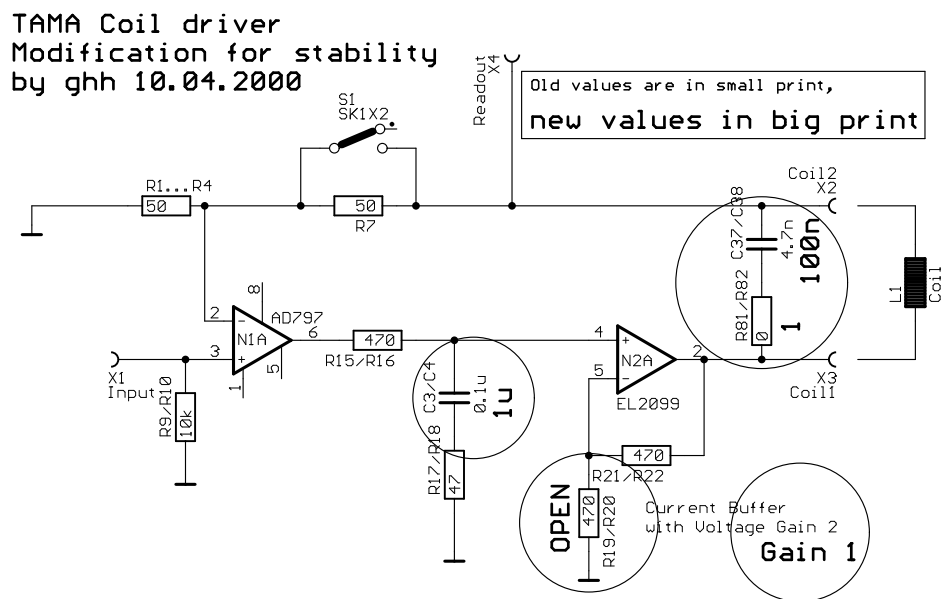 TAMA Coil driver
Modification for stability
by ghh 10.04.2000
Readout
X4
Old values are in small print,
new values in big print
S1
SK1X2
R1...R4
50
50
R7
Coil2
X2
C37/C38
4.7n
100n
R81/R82
0
1
L1
Coil
8
AD797
2
-
N1A
6
3
+
1
5
X1
Input
R9/R10
10k
470
R15/R16
C3/C4
0.1u
1u
R17/R18
47
4
+
N2A
2
5
-
EL2099
X3
Coil1
470
R21/R22
OPEN
470
R19/R20
Current Buffer
with Voltage Gain 2
Gain 1